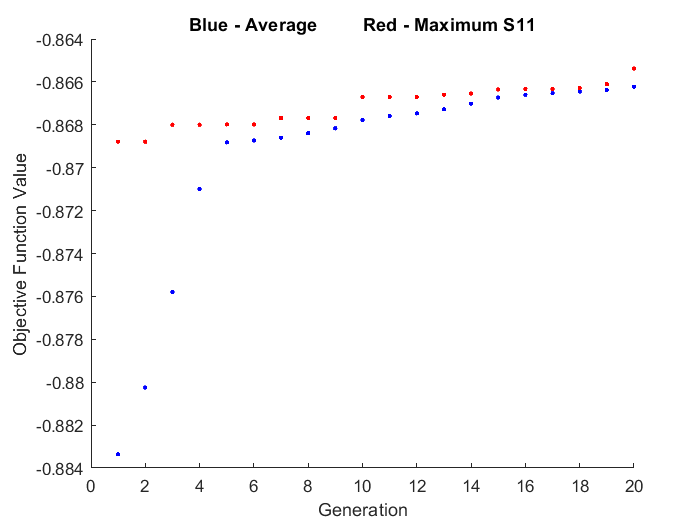 Blue - Average Red - Maximum S11
-0.864
-0.866
-0.868
-0.87
-0.872
-0.874
-0.876
-0.878
-0.88
-0.882
-0.884
Objective Function Value
0 2 4 6 8 10 12 14 16 18 20
Generation